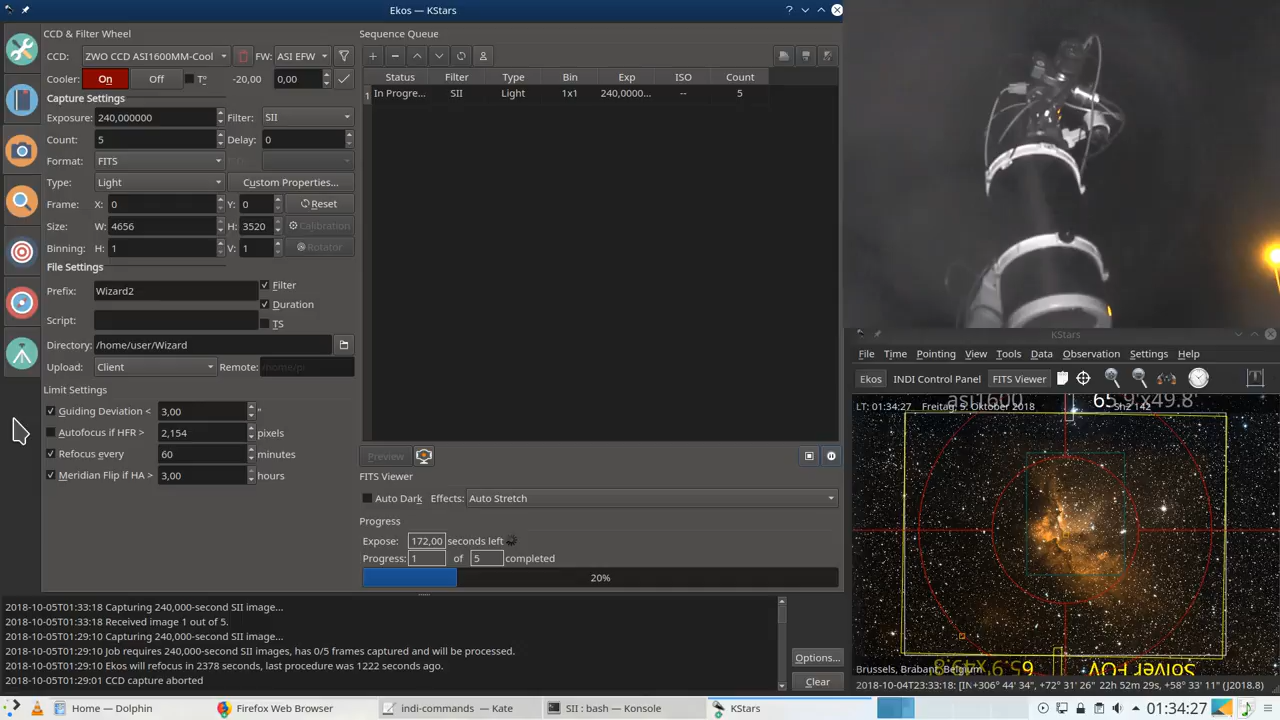 Ekos — KStars
CCD & Filter Wheel
CCD: ZWO CCD ASI1600MM-Cool FW: ASI EFW
Cooler: On Off T° -20,00 0,00
Capture Settings
Exposure: 240,000000 Filter: SII
Count: 5 Delay: 0
Format: FITS
Type: Light Custom Properties...
Frame: X: 0 Y: 0 Reset
Size: W: 4656 H: 3520 Calibration
Binning: H: 1 V: 1 Rotator
File Settings
Prefix: Wizard2 Filter
Duration
Script: TS
Directory: /home/user/Wizard
Upload: Client Remote: /home/p
Limit Settings
Guiding Deviation < 3,00 "
Autofocus if HFR > 2,154 pixels
Refocus every 60 minutes
Meridian Flip if HA > 3,00 hours
Sequence Queue
Status Filter Type Bin Exp ISO Count
1 In Progre... SII Light 1x1 240,0000... -- 5
Preview
FITS Viewer
Auto Dark Effects: Auto Stretch
Progress
Expose: 172,00 seconds left
Progress: 1 of 5 completed
20%
2018-10-05T01:33:18 Capturing 240,000-second SII image...
2018-10-05T01:33:18 Received image 1 out of 5.
2018-10-05T01:29:10 Capturing 240,000-second SII image...
2018-10-05T01:29:10 Job requires 240,000-second SII images, has 0/5 frames captured and will be processed.
2018-10-05T01:29:10 Ekos will refocus in 2378 seconds, last procedure was 1222 seconds ago.
2018-10-05T01:29:01 CCD capture aborted
Options...
Clear
KStars
File Time Pointing View Tools Data Observation Settings Help
Ekos INDI Control Panel FITS Viewer
asi1600 65.9x49.8'
LT: 01:34:27 Freitag, 5. Oktober 2018 Sh2 142
Brussels, Brabant, Belgium
65.9x49.8 Solver FOV
2018-10-04T23:33:18: [IN +306° 44' 34", +72° 31' 26" 22h 52m 29s, +58° 33' 11" (J2018.8)
Home — Dolphin Firefox Web Browser indi-commands — Kate SII : bash — Konsole KStars 01:34:27